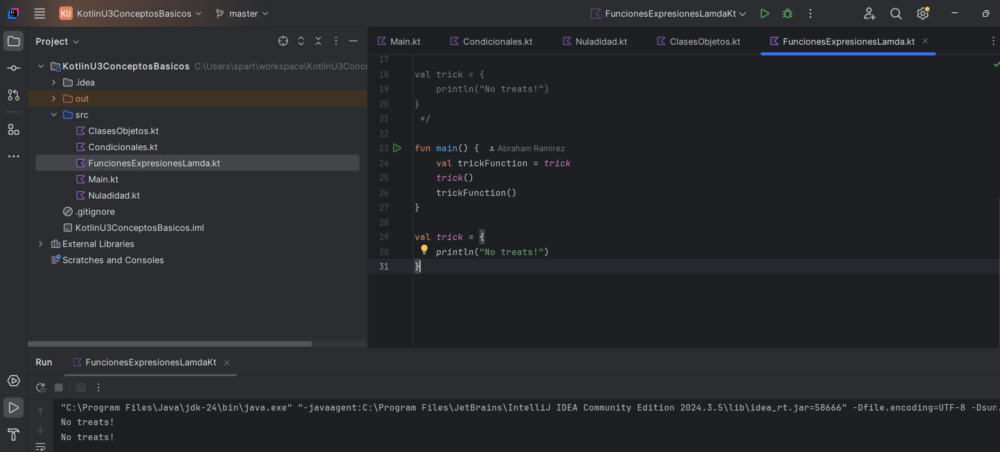 KU KotlinU3ConceptosBasicos master FuncionesExpresionesLamdaKt
Project
KotlinU3ConceptosBasicos C:\Users\spart\workspace\KotlinU3Conce
.idea
out
src
ClasesObjetos.kt
Condicionales.kt
FuncionesExpresionesLamda.kt
Main.kt
Nuladidad.kt
.gitignore
KotlinU3ConceptosBasicos.iml
External Libraries
Scratches and Consoles
Main.kt Condicionales.kt Nuladidad.kt ClasesObjetos.kt FuncionesExpresionesLamda.kt
17
18 val trick = {
19 println("No treats!")
20 }
21 */
22
23 fun main() { Abraham Ramirez
24 val trickFunction = trick
25 trick()
26 trickFunction()
27 }
28
29 val trick = {
30 println("No treats!")
31 }
Run FuncionesExpresionesLamdaKt
"C:\Program Files\Java\jdk-24\bin\java.exe" "-javaagent:C:\Program Files\JetBrains\IntelliJ IDEA Community Edition 2024.3.5\lib\idea_rt.jar=58666" -Dfile.encoding=UTF-8 -Dsun.
No treats!
No treats!